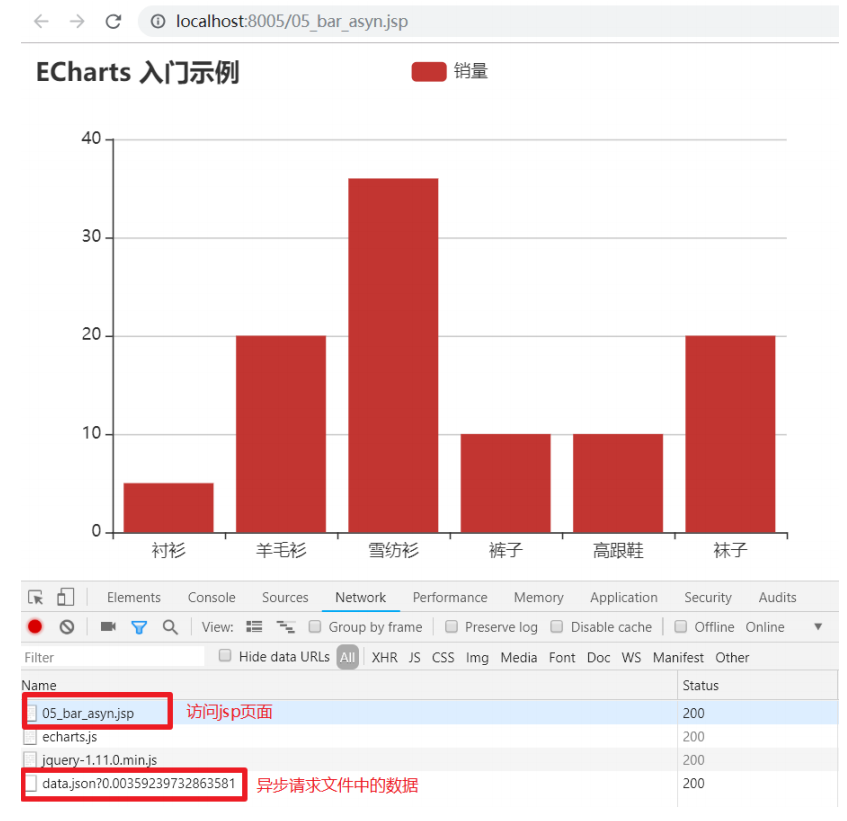 localhost:8005/05_bar_asyn.jsp
ECharts 入门示例
销量
40
30
20
10
0
衬衫 羊毛衫 雪纺衫 裤子 高跟鞋 袜子
Elements Console Sources Network Performance Memory Application Security Audits
View: Group by frame Preserve log Disable cache Offline Online
Filter Hide data URLs All XHR JS CSS Img Media Font Doc WS Manifest Other
Name Status
05_bar_asyn.jsp 访问jsp页面 200
echarts.js 200
jquery-1.11.0.min.js 200
data.json?0.00359239732863581 异步请求文件中的数据 200